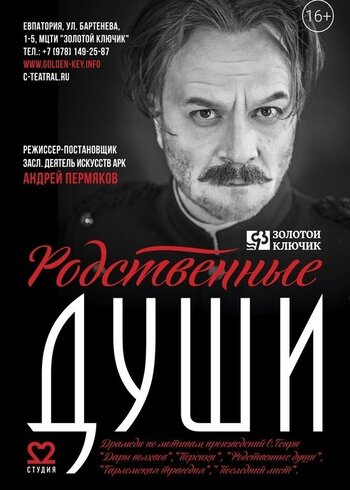 16+
ЕВПАТОРИЯ, УЛ. БАРТЕНЕВА,
1-5, МЦТИ "ЗОЛОТОЙ КЛЮЧИК"
ТЕЛ.: +7 (978) 149-25-87
WWW.GOLDEN-KEY.INFO
C-TEATRAL.RU
РЕЖИССЕР-ПОСТАНОВЩИК
ЗАСЛ. ДЕЯТЕЛЬ ИСКУССТВ АРК
АНДРЕЙ ПЕРМЯКОВ
ЗОЛОТОЙ
КЛЮЧИК
Родственные
ДУШИ
Драмеди по мотивам произведений О.Генри
"Дары волхвов", "Персики", "Родственные души",
"Гарлемская трагедия", "Последний лист".
СТУДИЯ